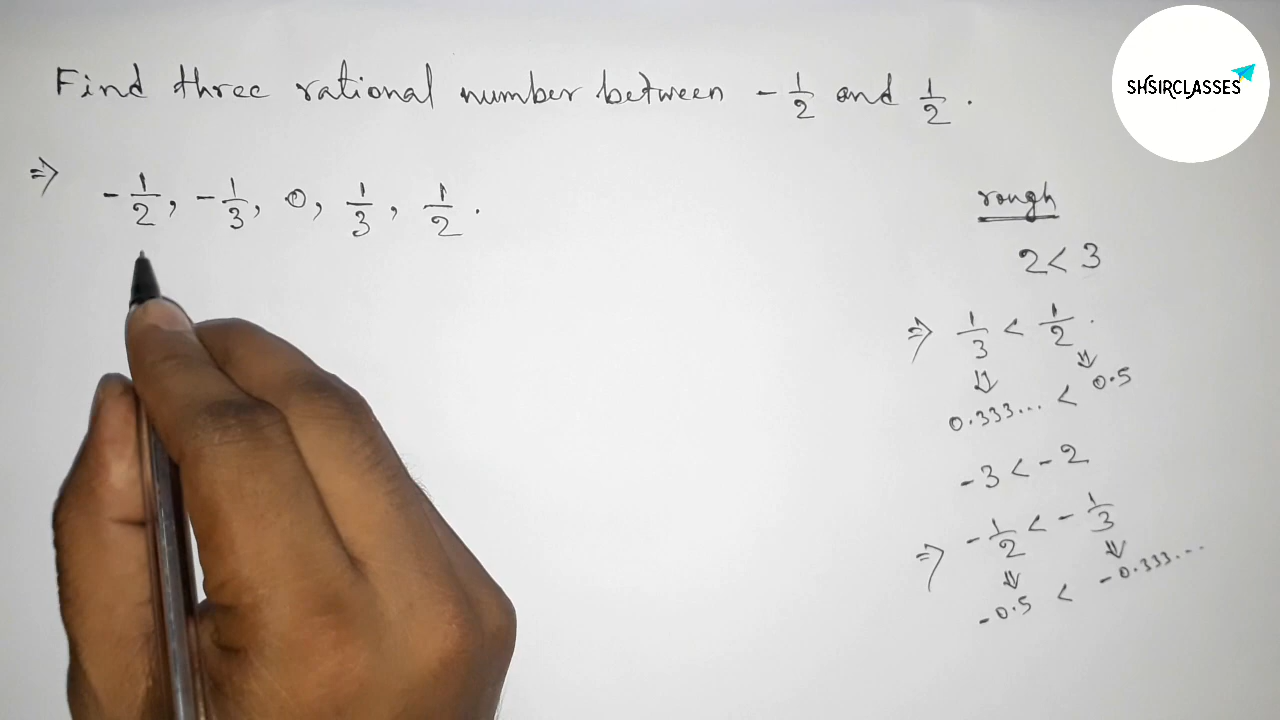 Find three rational number between -1/2 and 1/2 .
SHSIRCLASSES
⇒ -1/2, -1/3, 0, 1/3, 1/2 .
rough
2 < 3
⇒ 1/3 < 1/2 .
⇓ ⇓
0.333... < 0.5
-3 < -2
⇒ -1/2 < -1/3
⇓ ⇓
-0.5 < -0.333...